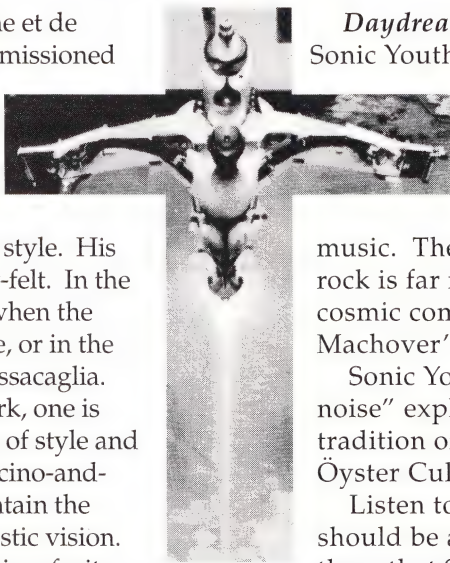 ne et de
missioned
style. His
-felt. In the
when the
e, or in the
ssacaglia.
rk, one is
of style and
cino-and-
ntain the
stic vision.
Daydrea
Sonic Youth
music. The
rock is far
cosmic com
Machover'
Sonic Yo
noise" expl
tradition o
Öyster Cul
Listen to
should be a